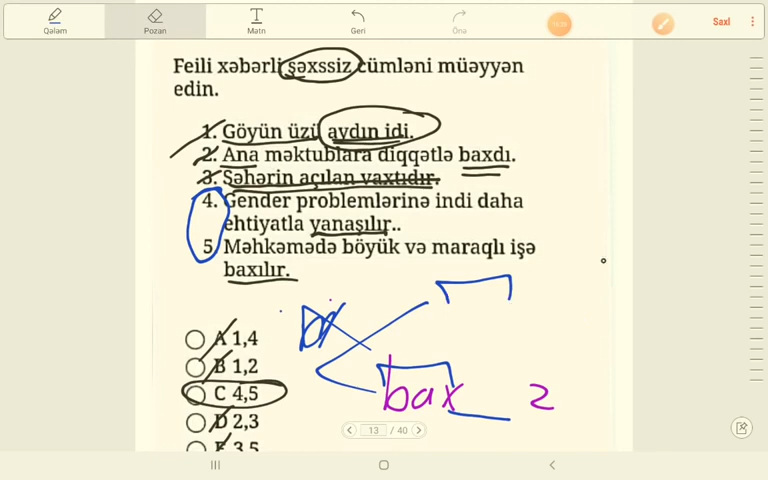 Qələm Pozan Mətn Geri Önə Saxl
Feili xəbərli şəxssiz cümləni müəyyən
edin.
1. Göyün üzü aydın idi.
2. Ana məktublara diqqətlə baxdı.
3. Səhərin açılan vaxtıdır.
4. Gender problemlərinə indi daha
ehtiyatla yanaşılır..
5 Məhkəmədə böyük və maraqlı işə
baxılır.
A 1,4
B 1,2
C 4,5
D 2,3
E 3,5
bax 2
13 / 40